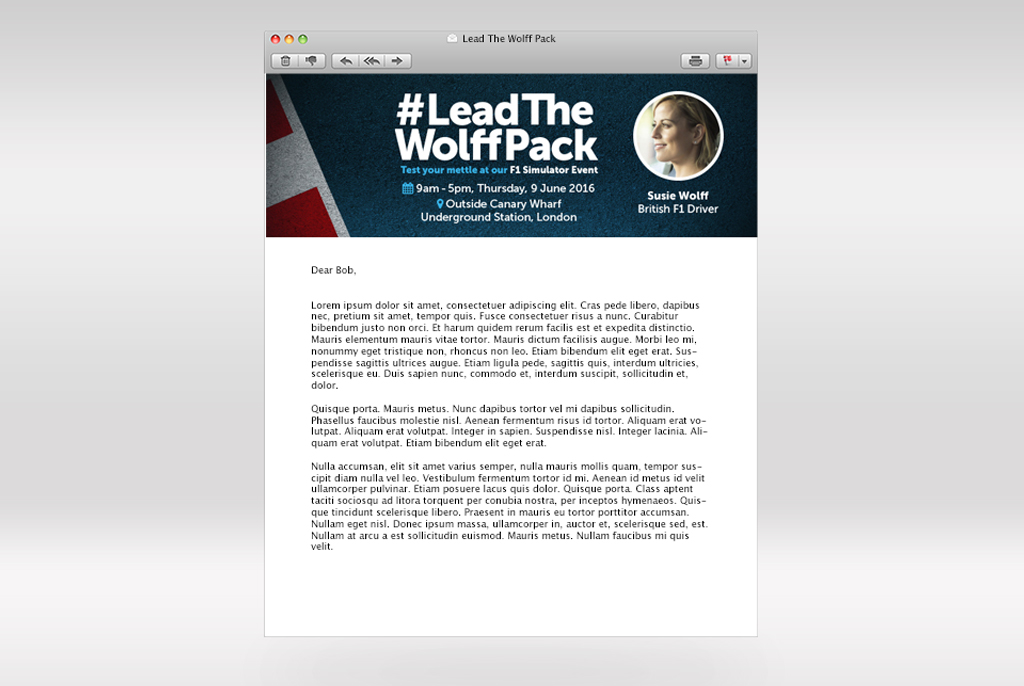 Lead The Wolff Pack
#LeadThe
WolffPack
Test your mettle at our F1 Simulator Event
9am - 5pm, Thursday, 9 June 2016
Outside Canary Wharf
Underground Station, London
Susie Wolff
British F1 Driver
Dear Bob,
Lorem ipsum dolor sit amet, consectetuer adipiscing elit. Cras pede libero, dapibus
nec, pretium sit amet, tempor quis. Fusce consectetuer risus a nunc. Curabitur
bibendum justo non orci. Et harum quidem rerum facilis est et expedita distinctio.
Mauris elementum mauris vitae tortor. Mauris dictum facilisis augue. Morbi leo mi,
nonummy eget tristique non, rhoncus non leo. Etiam bibendum elit eget erat. Sus-
pendisse sagittis ultrices augue. Etiam ligula pede, sagittis quis, interdum ultricies,
scelerisque eu. Duis sapien nunc, commodo et, interdum suscipit, sollicitudin et,
dolor.
Quisque porta. Mauris metus. Nunc dapibus tortor vel mi dapibus sollicitudin.
Phasellus faucibus molestie nisl. Aenean fermentum risus id tortor. Aliquam erat vo-
lutpat. Aliquam erat volutpat. Integer in sapien. Suspendisse nisl. Integer lacinia. Ali-
quam erat volutpat. Etiam bibendum elit eget erat.
Nulla accumsan, elit sit amet varius semper, nulla mauris mollis quam, tempor sus-
cipit diam nulla vel leo. Vestibulum fermentum tortor id mi. Aenean id metus id velit
ullamcorper pulvinar. Etiam posuere lacus quis dolor. Quisque porta. Class aptent
taciti sociosqu ad litora torquent per conubia nostra, per inceptos hymenaeos. Quis-
que tincidunt scelerisque libero. Praesent in mauris eu tortor porttitor accumsan.
Nullam eget nisl. Donec ipsum massa, ullamcorper in, auctor et, scelerisque sed, est.
Nullam at arcu a est sollicitudin euismod. Mauris metus. Nullam faucibus mi quis
velit.